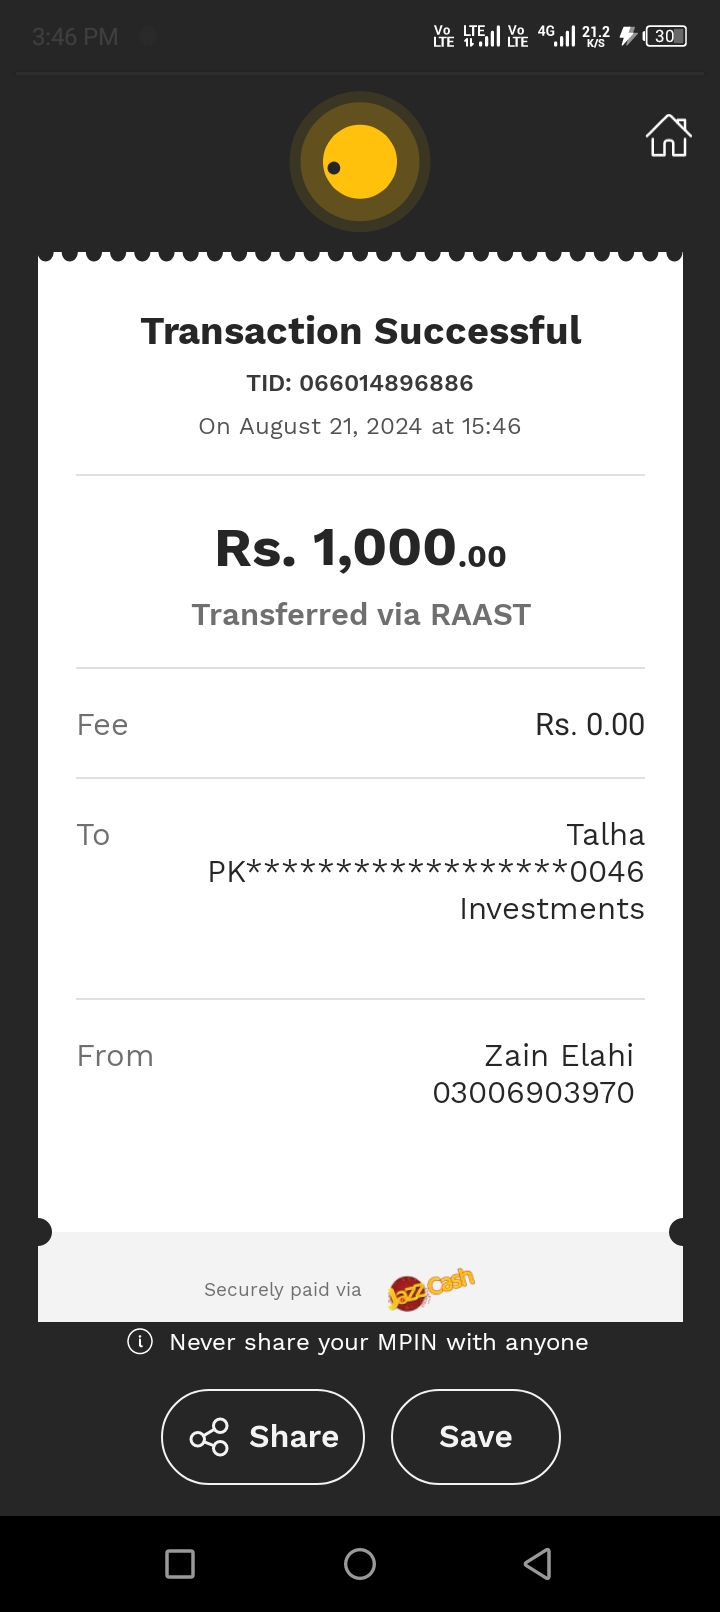 3:46 PM
Vo LTE LTE Vo LTE 4G 21.2 K/S 30
Transaction Successful
TID: 066014896886
On August 21, 2024 at 15:46
Rs. 1,000.00
Transferred via RAAST
Fee Rs. 0.00
To Talha
PK******************0046
Investments
From Zain Elahi
03006903970
Securely paid via JazzCash
Never share your MPIN with anyone
Share Save